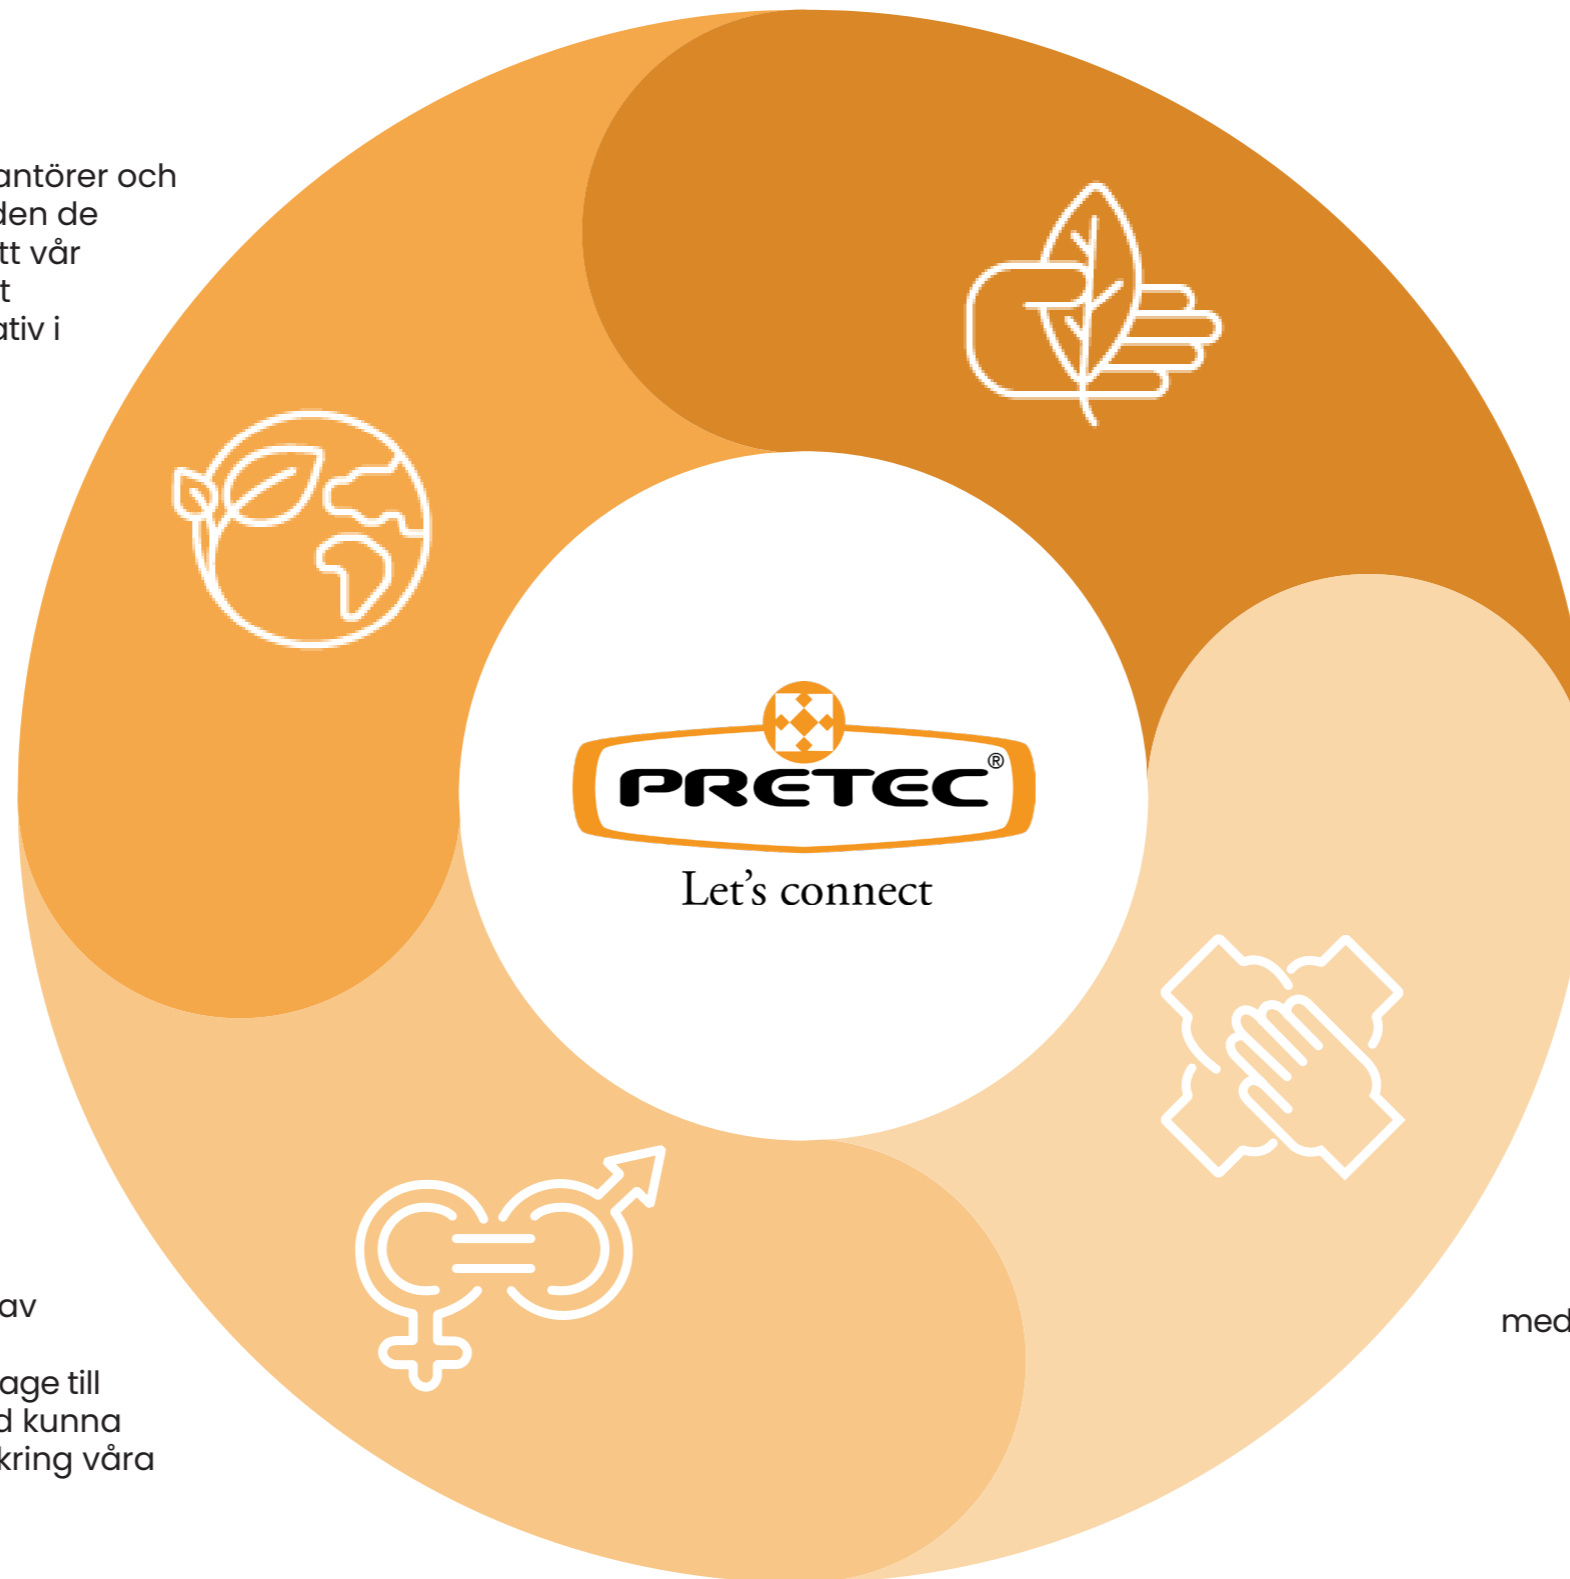 antörer och
den de
tt vår
t
ativ i
PRETEC®
Let's connect
av
age till
d kunna
kring våra
med